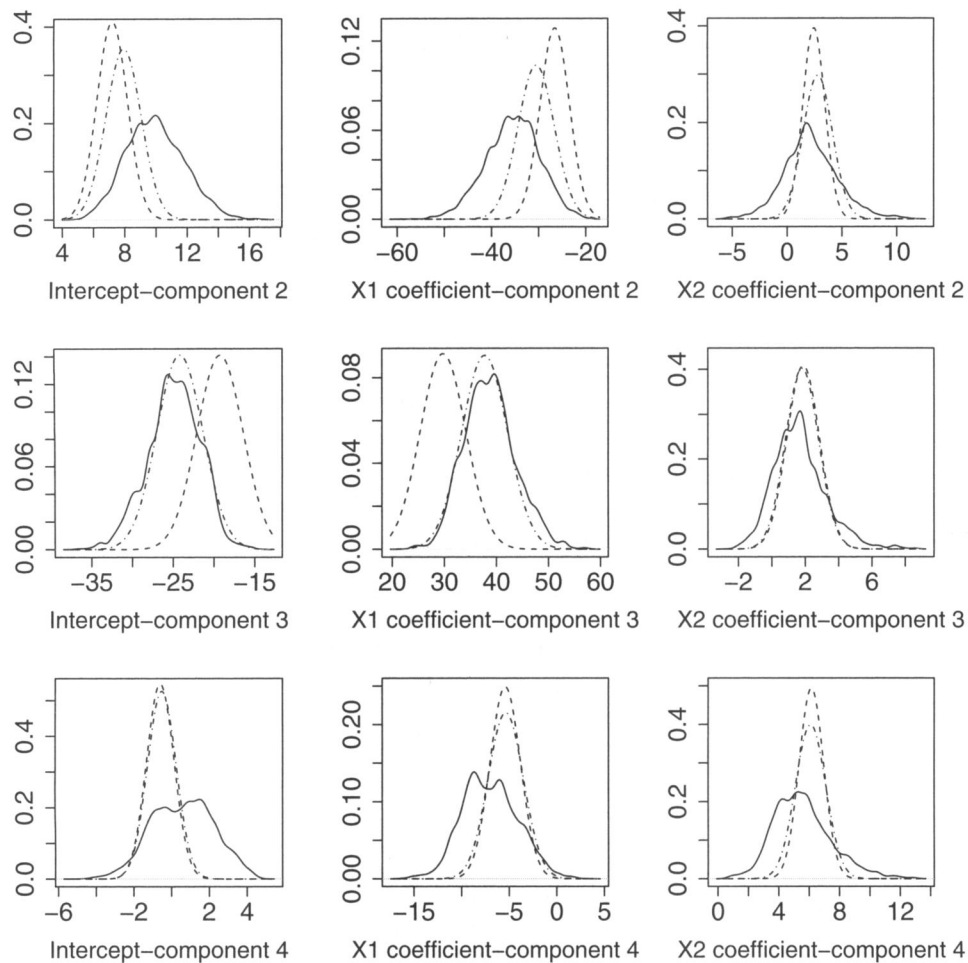 0.4
0.2
0.0
4 8 12 16
Intercept–component 2
0.12
0.06
0.00
−60 −40 −20
X1 coefficient–component 2
0.4
0.2
0.0
−5 0 5 10
X2 coefficient–component 2
0.12
0.06
0.00
−35 −25 −15
Intercept–component 3
0.08
0.04
0.00
20 30 40 50 60
X1 coefficient–component 3
0.4
0.2
0.0
−2 2 6
X2 coefficient–component 3
0.4
0.2
0.0
−6 −2 2 4
Intercept–component 4
0.20
0.10
0.00
−15 −5 0 5
X1 coefficient–component 4
0.4
0.2
0.0
0 4 8 12
X2 coefficient–component 4